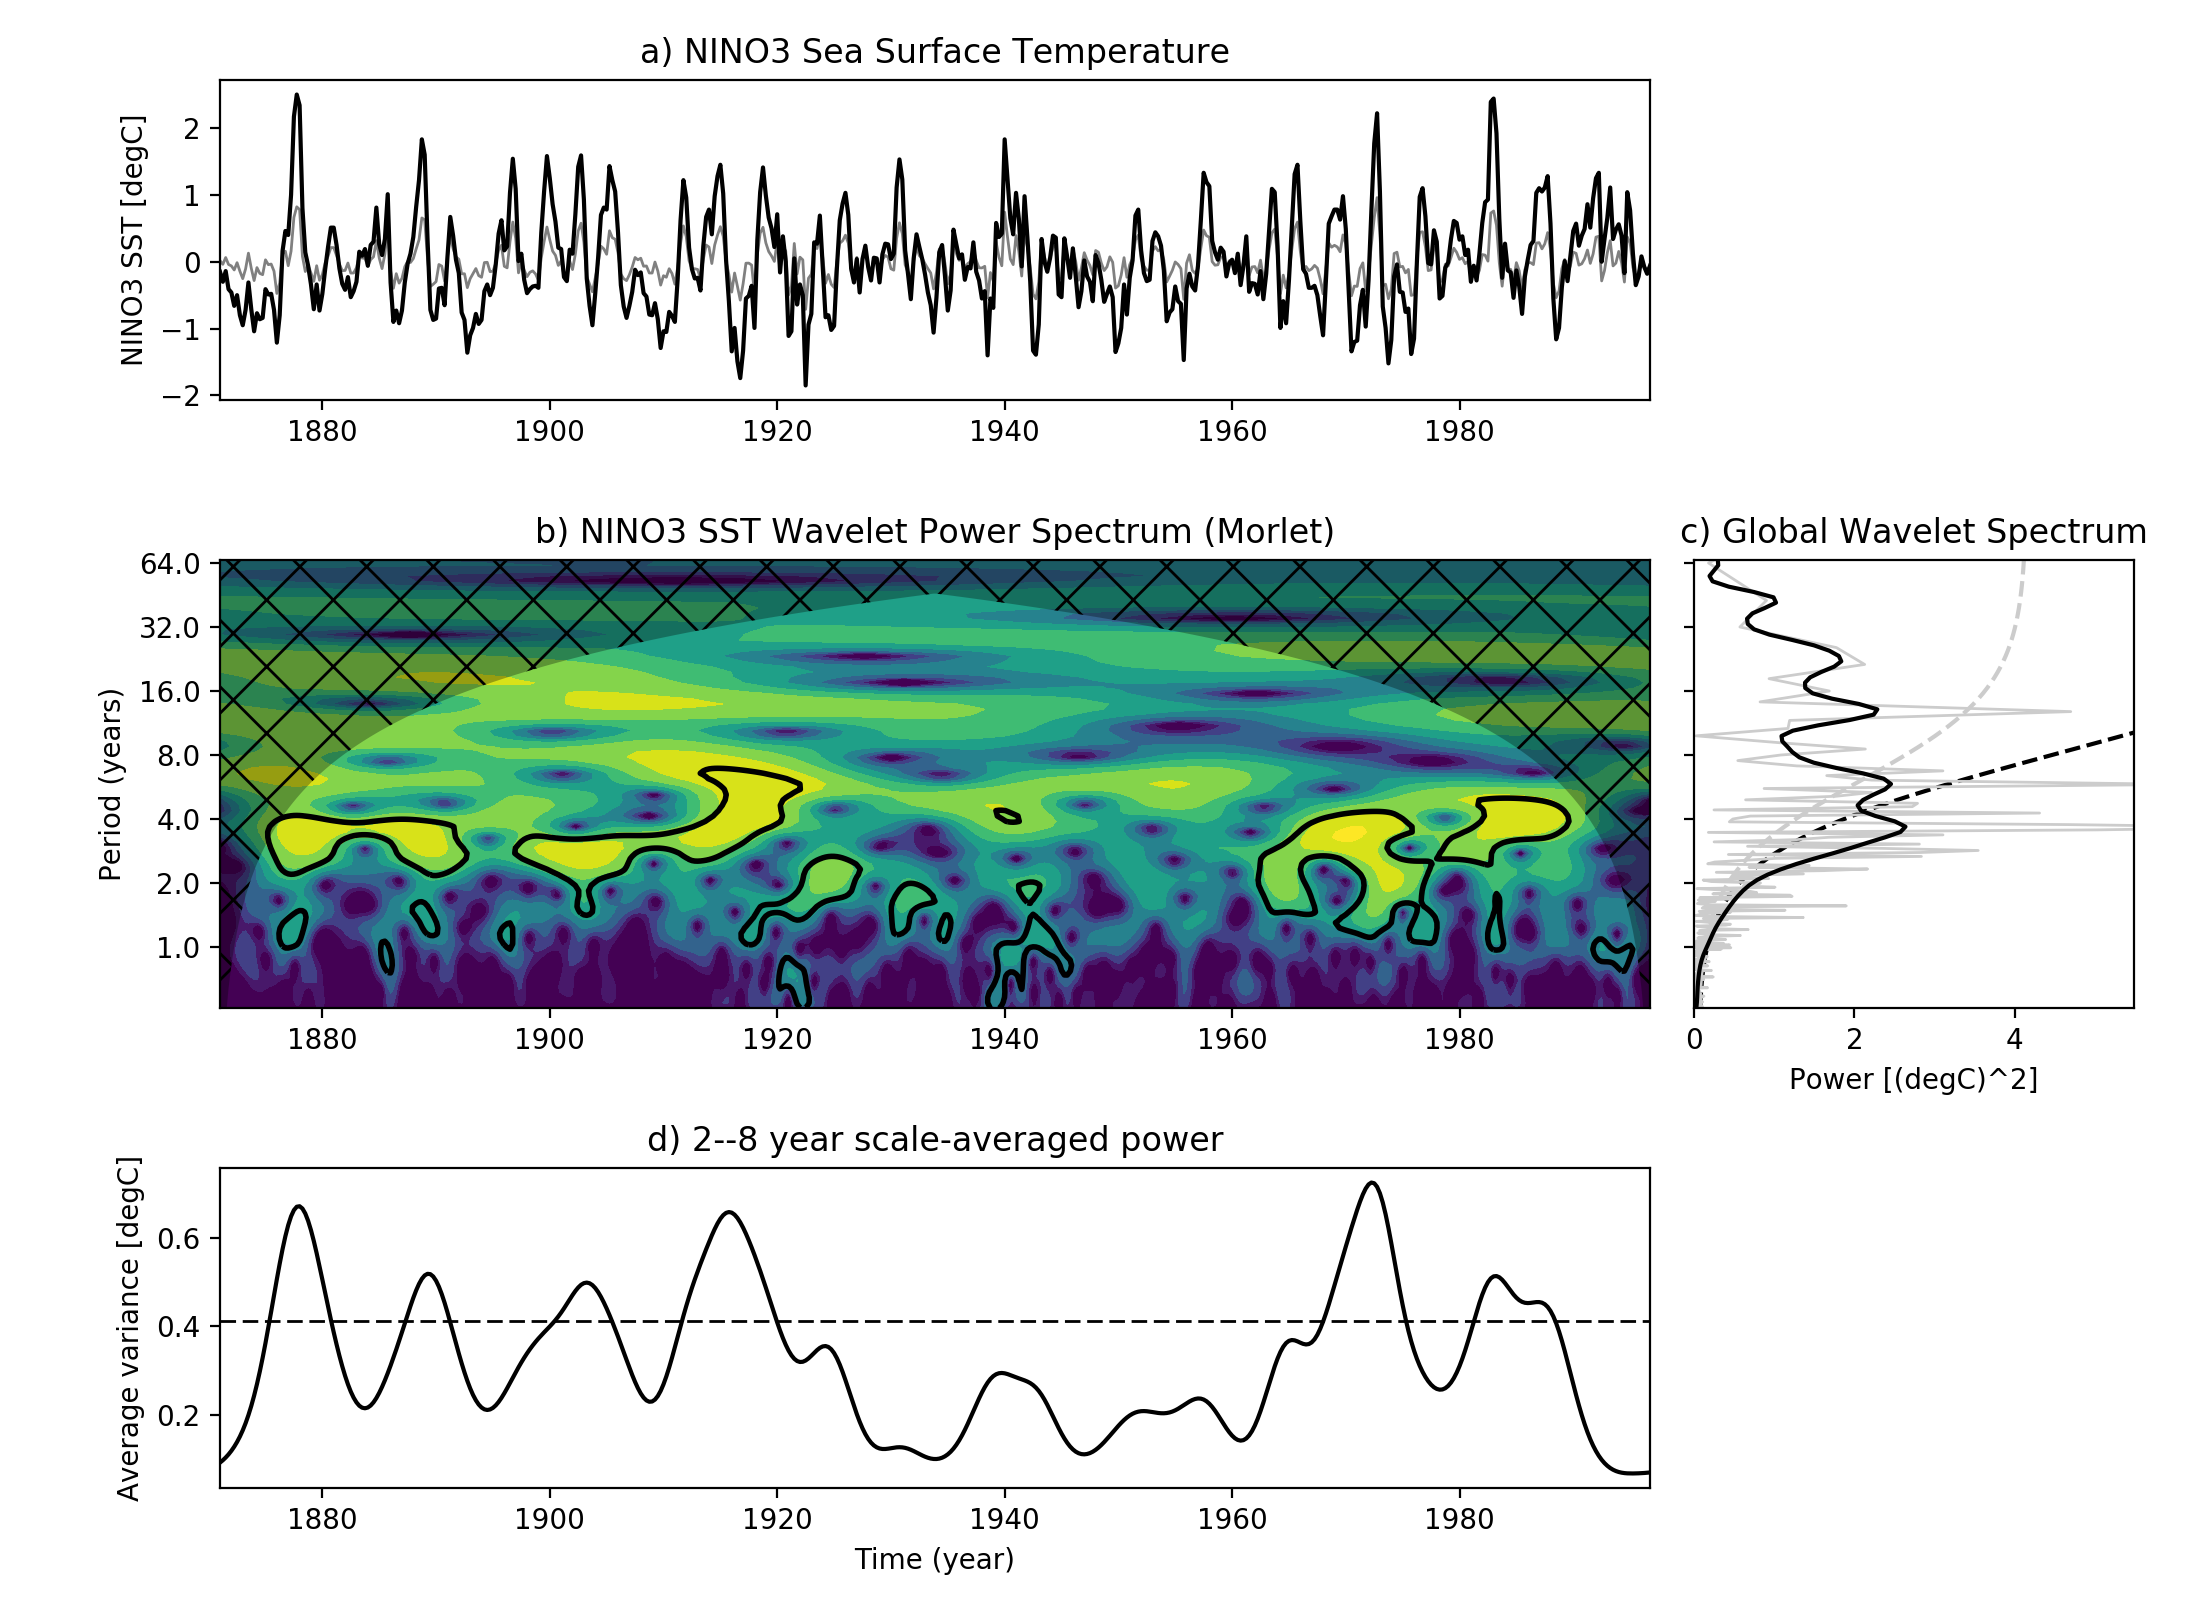 a) NINO3 Sea Surface Temperature
NINO3 SST [degC]
2
1
0
−1
−2
1880 1900 1920 1940 1960 1980
b) NINO3 SST Wavelet Power Spectrum (Morlet)
Period (years)
64.0
32.0
16.0
8.0
4.0
2.0
1.0
1880 1900 1920 1940 1960 1980
c) Global Wavelet Spectrum
0 2 4
Power [(degC)^2]
d) 2--8 year scale-averaged power
Average variance [degC]
0.6
0.4
0.2
1880 1900 1920 1940 1960 1980
Time (year)